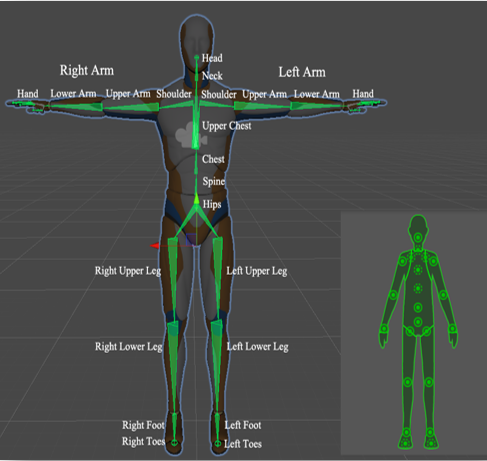 Head
Neck
Right Arm
Left Arm
Hand
Lower Arm
Upper Arm
Shoulder
Shoulder
Upper Arm
Lower Arm
Hand
Upper Chest
Chest
Spine
Hips
Right Upper Leg
Left Upper Leg
Right Lower Leg
Left Lower Leg
Right Foot
Left Foot
Right Toes
Left Toes